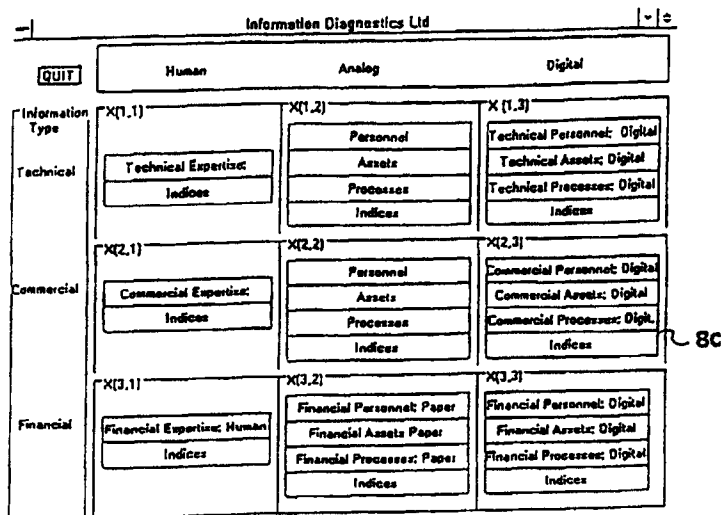 Information Diagnostics Ltd
QUIT
Human Analog Digital
Information Type
X(1,1) X(1,2) X(1,3)
Technical
Technical Expertise:
Indices
Personnel
Assets
Processes
Indices
Technical Personnel: Digital
Technical Assets: Digital
Technical Processes: Digital
Indices
X(2,1) X(2,2) X(2,3)
Commercial
Commercial Expertise:
Indices
Personnel
Assets
Processes
Indices
Commercial Personnel: Digital
Commercial Assets: Digital
Commercial Processes: Digit.
Indices
8C
X(3,1) X(3,2) X(3,3)
Financial
Financial Expertise: Human
Indices
Financial Personnel: Paper
Financial Assets Paper
Financial Processes: Paper
Indices
Financial Personnel: Digital
Financial Assets: Digital
Financial Processes: Digital
Indices